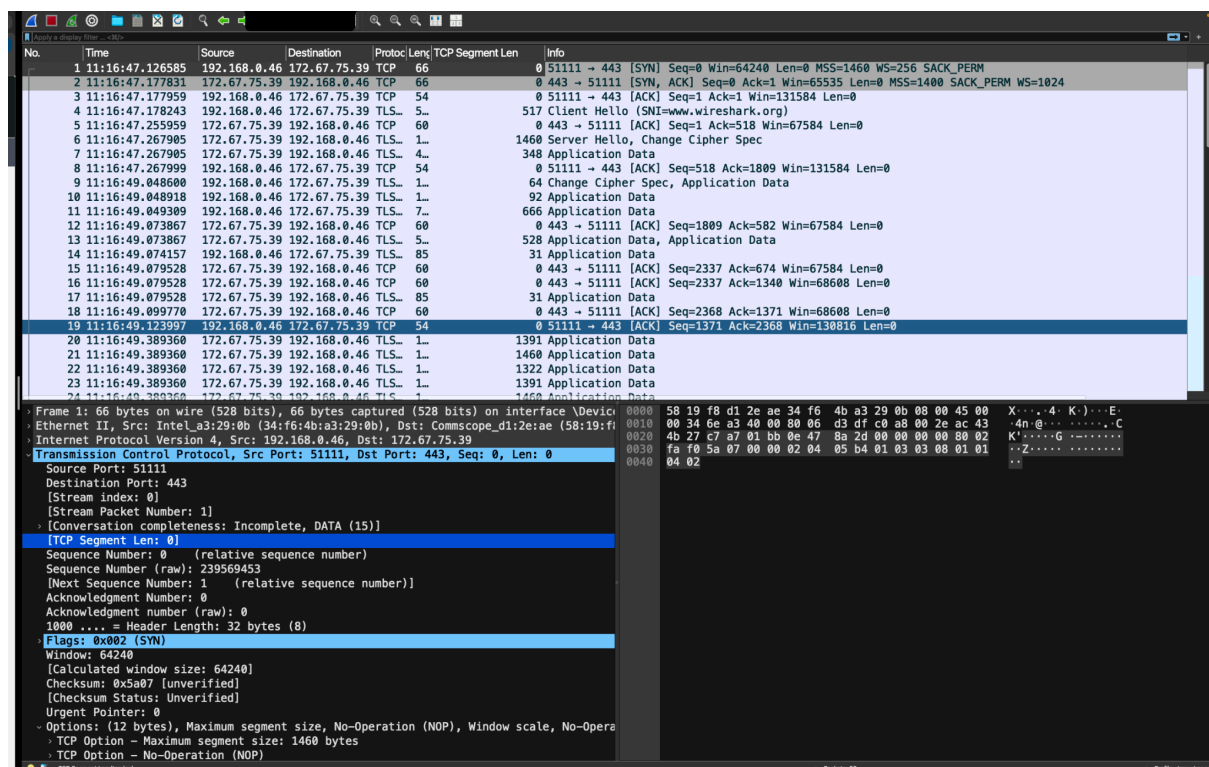 Apply a display filter ... <⌘/>
No. Time Source Destination Protoc Leng TCP Segment Len Info
1 11:16:47.126585 192.168.0.46 172.67.75.39 TCP 66 0 51111 → 443 [SYN] Seq=0 Win=64240 Len=0 MSS=1460 WS=256 SACK_PERM
2 11:16:47.177831 172.67.75.39 192.168.0.46 TCP 66 0 443 → 51111 [SYN, ACK] Seq=0 Ack=1 Win=65535 Len=0 MSS=1400 SACK_PERM WS=1024
3 11:16:47.177959 192.168.0.46 172.67.75.39 TCP 54 0 51111 → 443 [ACK] Seq=1 Ack=1 Win=131584 Len=0
4 11:16:47.178243 192.168.0.46 172.67.75.39 TLS… 5… 517 Client Hello (SNI=www.wireshark.org)
5 11:16:47.255959 172.67.75.39 192.168.0.46 TCP 60 0 443 → 51111 [ACK] Seq=1 Ack=518 Win=67584 Len=0
6 11:16:47.267905 172.67.75.39 192.168.0.46 TLS… 1… 1460 Server Hello, Change Cipher Spec
7 11:16:47.267905 172.67.75.39 192.168.0.46 TLS… 4… 348 Application Data
8 11:16:47.267999 192.168.0.46 172.67.75.39 TCP 54 0 51111 → 443 [ACK] Seq=518 Ack=1809 Win=131584 Len=0
9 11:16:49.048600 192.168.0.46 172.67.75.39 TLS… 1… 64 Change Cipher Spec, Application Data
10 11:16:49.048918 192.168.0.46 172.67.75.39 TLS… 1… 92 Application Data
11 11:16:49.049309 192.168.0.46 172.67.75.39 TLS… 7… 666 Application Data
12 11:16:49.073867 172.67.75.39 192.168.0.46 TCP 60 0 443 → 51111 [ACK] Seq=1809 Ack=582 Win=67584 Len=0
13 11:16:49.073867 172.67.75.39 192.168.0.46 TLS… 5… 528 Application Data, Application Data
14 11:16:49.074157 192.168.0.46 172.67.75.39 TLS… 85 31 Application Data
15 11:16:49.079528 172.67.75.39 192.168.0.46 TCP 60 0 443 → 51111 [ACK] Seq=2337 Ack=674 Win=67584 Len=0
16 11:16:49.079528 172.67.75.39 192.168.0.46 TCP 60 0 443 → 51111 [ACK] Seq=2337 Ack=1340 Win=68608 Len=0
17 11:16:49.079528 172.67.75.39 192.168.0.46 TLS… 85 31 Application Data
18 11:16:49.099770 172.67.75.39 192.168.0.46 TCP 60 0 443 → 51111 [ACK] Seq=2368 Ack=1371 Win=68608 Len=0
19 11:16:49.123997 192.168.0.46 172.67.75.39 TCP 54 0 51111 → 443 [ACK] Seq=1371 Ack=2368 Win=130816 Len=0
20 11:16:49.389360 172.67.75.39 192.168.0.46 TLS… 1… 1391 Application Data
21 11:16:49.389360 172.67.75.39 192.168.0.46 TLS… 1… 1460 Application Data
22 11:16:49.389360 172.67.75.39 192.168.0.46 TLS… 1… 1322 Application Data
23 11:16:49.389360 172.67.75.39 192.168.0.46 TLS… 1… 1391 Application Data
24 11:16:49.389360 172.67.75.39 192.168.0.46 TLS… 1… 1460 Application Data
Frame 1: 66 bytes on wire (528 bits), 66 bytes captured (528 bits) on interface \Device
Ethernet II, Src: Intel_a3:29:0b (34:f6:4b:a3:29:0b), Dst: Commscope_d1:2e:ae (58:19:f8
Internet Protocol Version 4, Src: 192.168.0.46, Dst: 172.67.75.39
Transmission Control Protocol, Src Port: 51111, Dst Port: 443, Seq: 0, Len: 0
Source Port: 51111
Destination Port: 443
[Stream index: 0]
[Stream Packet Number: 1]
[Conversation completeness: Incomplete, DATA (15)]
[TCP Segment Len: 0]
Sequence Number: 0 (relative sequence number)
Sequence Number (raw): 239569453
[Next Sequence Number: 1 (relative sequence number)]
Acknowledgment Number: 0
Acknowledgment number (raw): 0
1000 .... = Header Length: 32 bytes (8)
Flags: 0x002 (SYN)
Window: 64240
[Calculated window size: 64240]
Checksum: 0x5a07 [unverified]
[Checksum Status: Unverified]
Urgent Pointer: 0
Options: (12 bytes), Maximum segment size, No-Operation (NOP), Window scale, No-Opera
TCP Option - Maximum segment size: 1460 bytes
TCP Option - No-Operation (NOP)
0000 58 19 f8 d1 2e ae 34 f6 4b a3 29 0b 08 00 45 00 X···.·4· K·)···E·
0010 00 34 6e a3 40 00 80 06 d3 df c0 a8 00 2e ac 43 ·4n·@··· ·····.·C
0020 4b 27 c7 a7 01 bb 0e 47 8a 2d 00 00 00 00 80 02 K'·····G ·-······
0030 fa f0 5a 07 00 00 02 04 05 b4 01 03 03 08 01 01 ··Z····· ········
0040 04 02 ··